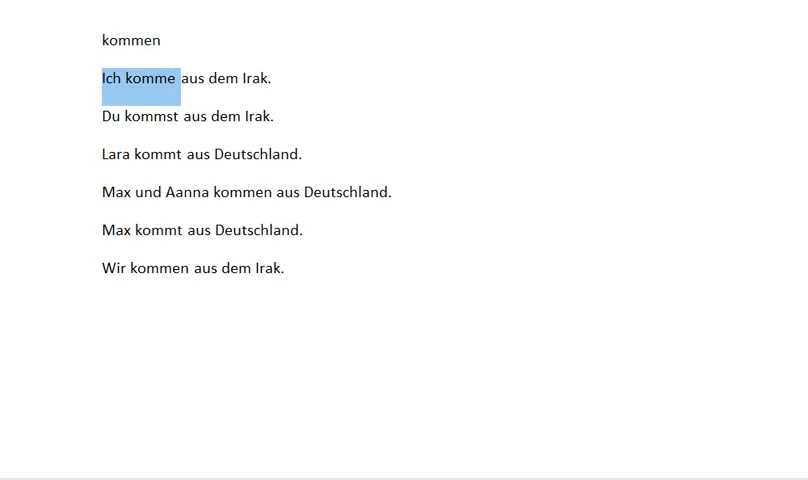 kommen
Ich komme aus dem Irak.
Du kommst aus dem Irak.
Lara kommt aus Deutschland.
Max und Aanna kommen aus Deutschland.
Max kommt aus Deutschland.
Wir kommen aus dem Irak.